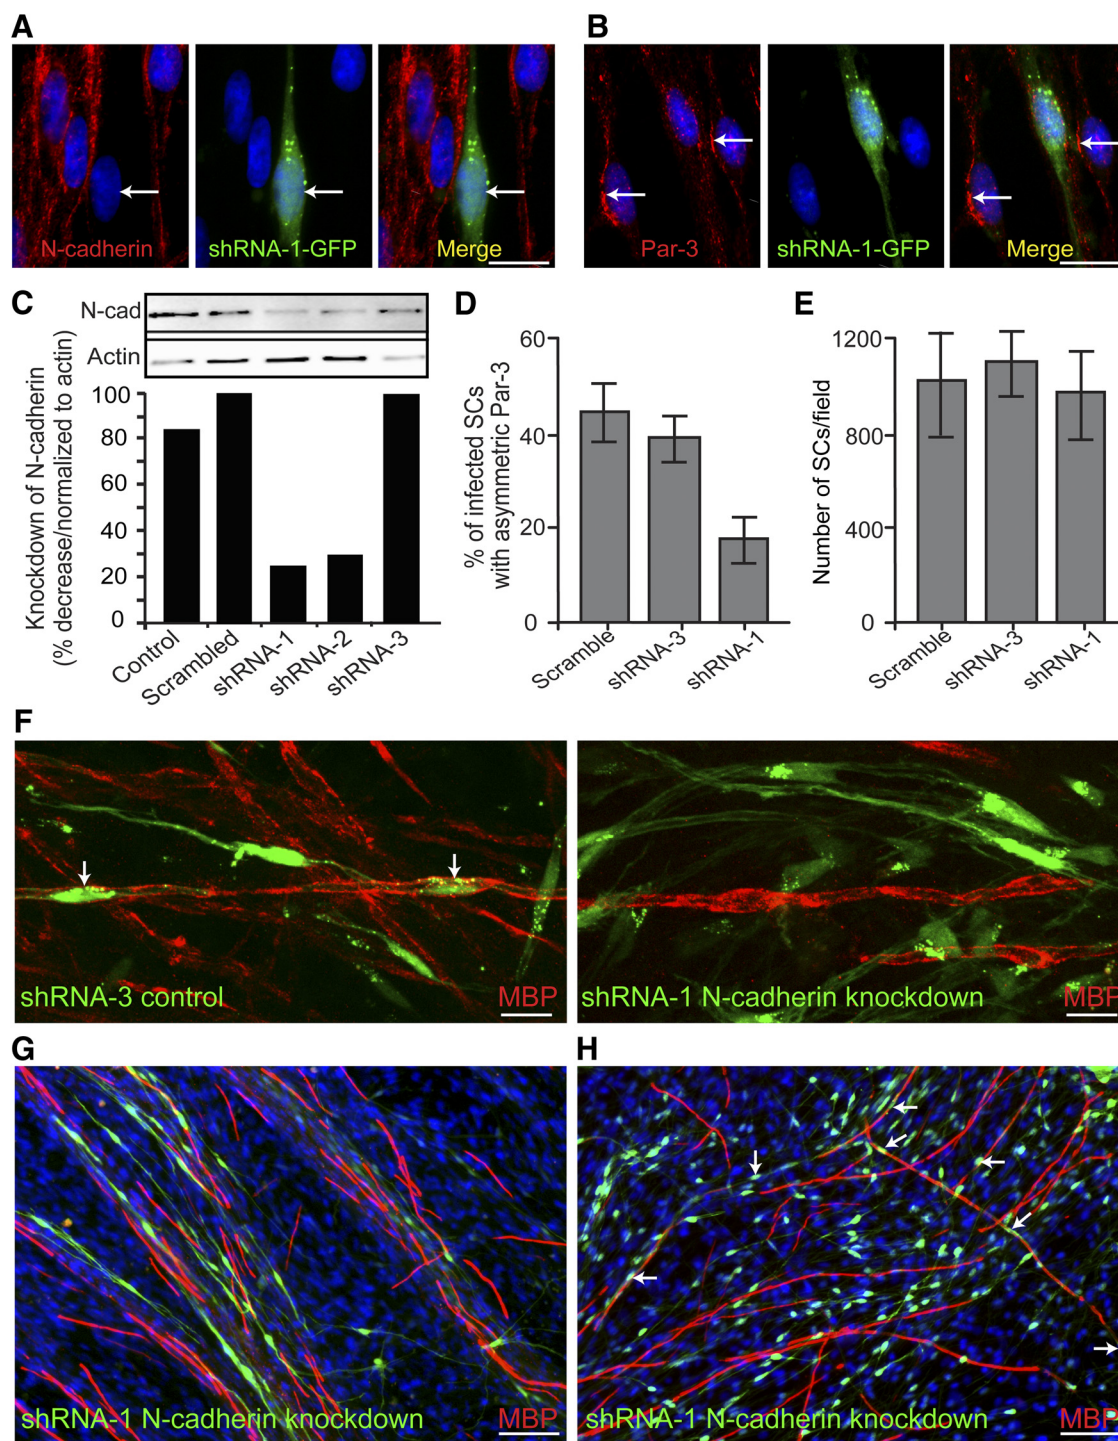 A
B
N-cadherin
shRNA-1-GFP
Merge
Par-3
shRNA-1-GFP
Merge
C
N-cad
Actin
Knockdown of N-cadherin
(% decrease/normalized to actin)
100
80
60
40
20
0
Control
Scrambled
shRNA-1
shRNA-2
shRNA-3
D
% of infected SCs
with asymmetric Par-3
60
40
20
0
Scramble
shRNA-3
shRNA-1
E
Number of SCs/field
1200
800
400
0
Scramble
shRNA-3
shRNA-1
F
shRNA-3 control
MBP
shRNA-1 N-cadherin knockdown
MBP
G
shRNA-1 N-cadherin knockdown
MBP
H
shRNA-1 N-cadherin knockdown
MBP